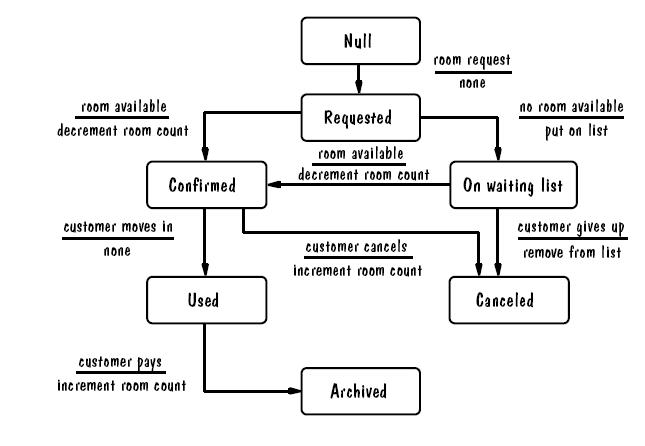 Null
room request
none
room available
decrement room count
Requested
no room available
put on list
room available
decrement room count
Confirmed
On waiting list
customer moves in
none
customer cancels
increment room count
customer gives up
remove from list
Used
Canceled
customer pays
increment room count
Archived